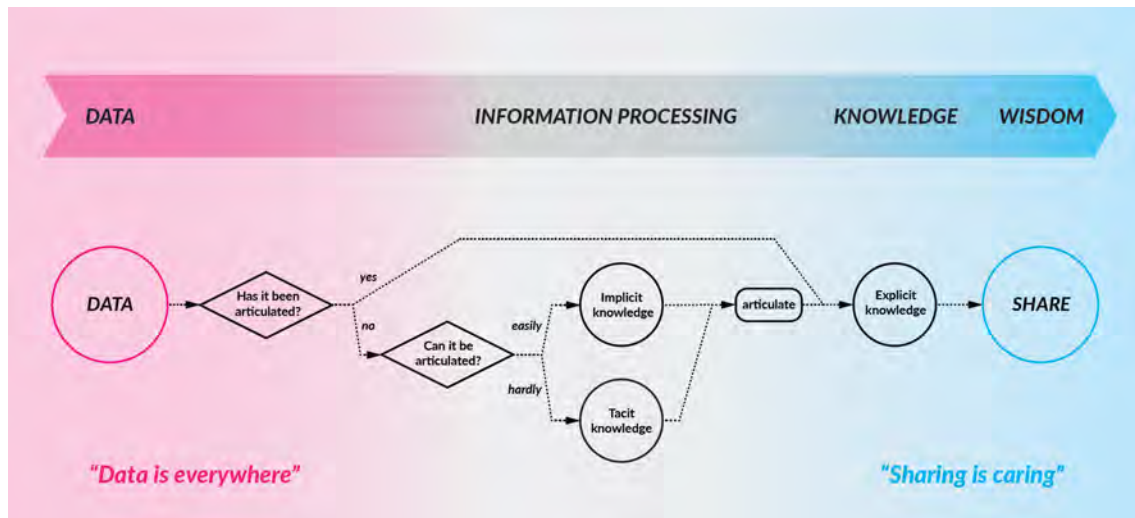 DATA
INFORMATION PROCESSING
KNOWLEDGE
WISDOM
DATA
Has it been
articulated?
yes
no
Can it be
articulated?
easily
hardly
Implicit
knowledge
Tacit
knowledge
articulate
Explicit
knowledge
SHARE
"Data is everywhere"
"Sharing is caring"